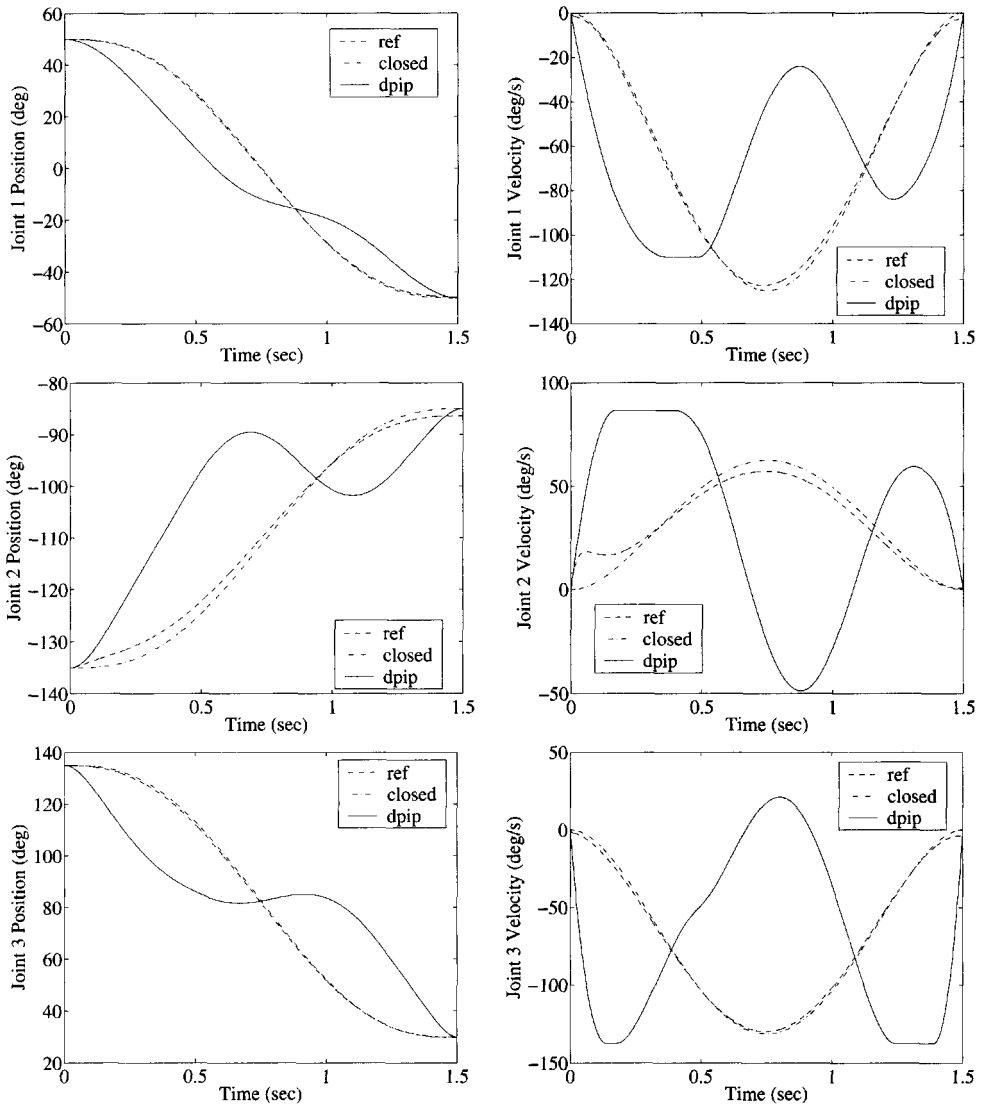 60
40
20
0
−20
−40
−60
Joint 1 Position (deg)
ref
closed
dpip
0
0.5
1
1.5
Time (sec)
0
−20
−40
−60
−80
−100
−120
−140
Joint 1 Velocity (deg/s)
ref
closed
dpip
0
0.5
1
1.5
Time (sec)
−80
−90
−100
−110
−120
−130
−140
Joint 2 Position (deg)
ref
closed
dpip
0
0.5
1
1.5
Time (sec)
100
50
0
−50
Joint 2 Velocity (deg/s)
ref
closed
dpip
0
0.5
1
1.5
Time (sec)
140
120
100
80
60
40
20
Joint 3 Position (deg)
ref
closed
dpip
0
0.5
1
1.5
Time (sec)
50
0
−50
−100
−150
Joint 3 Velocity (deg/s)
ref
closed
dpip
0
0.5
1
1.5
Time (sec)